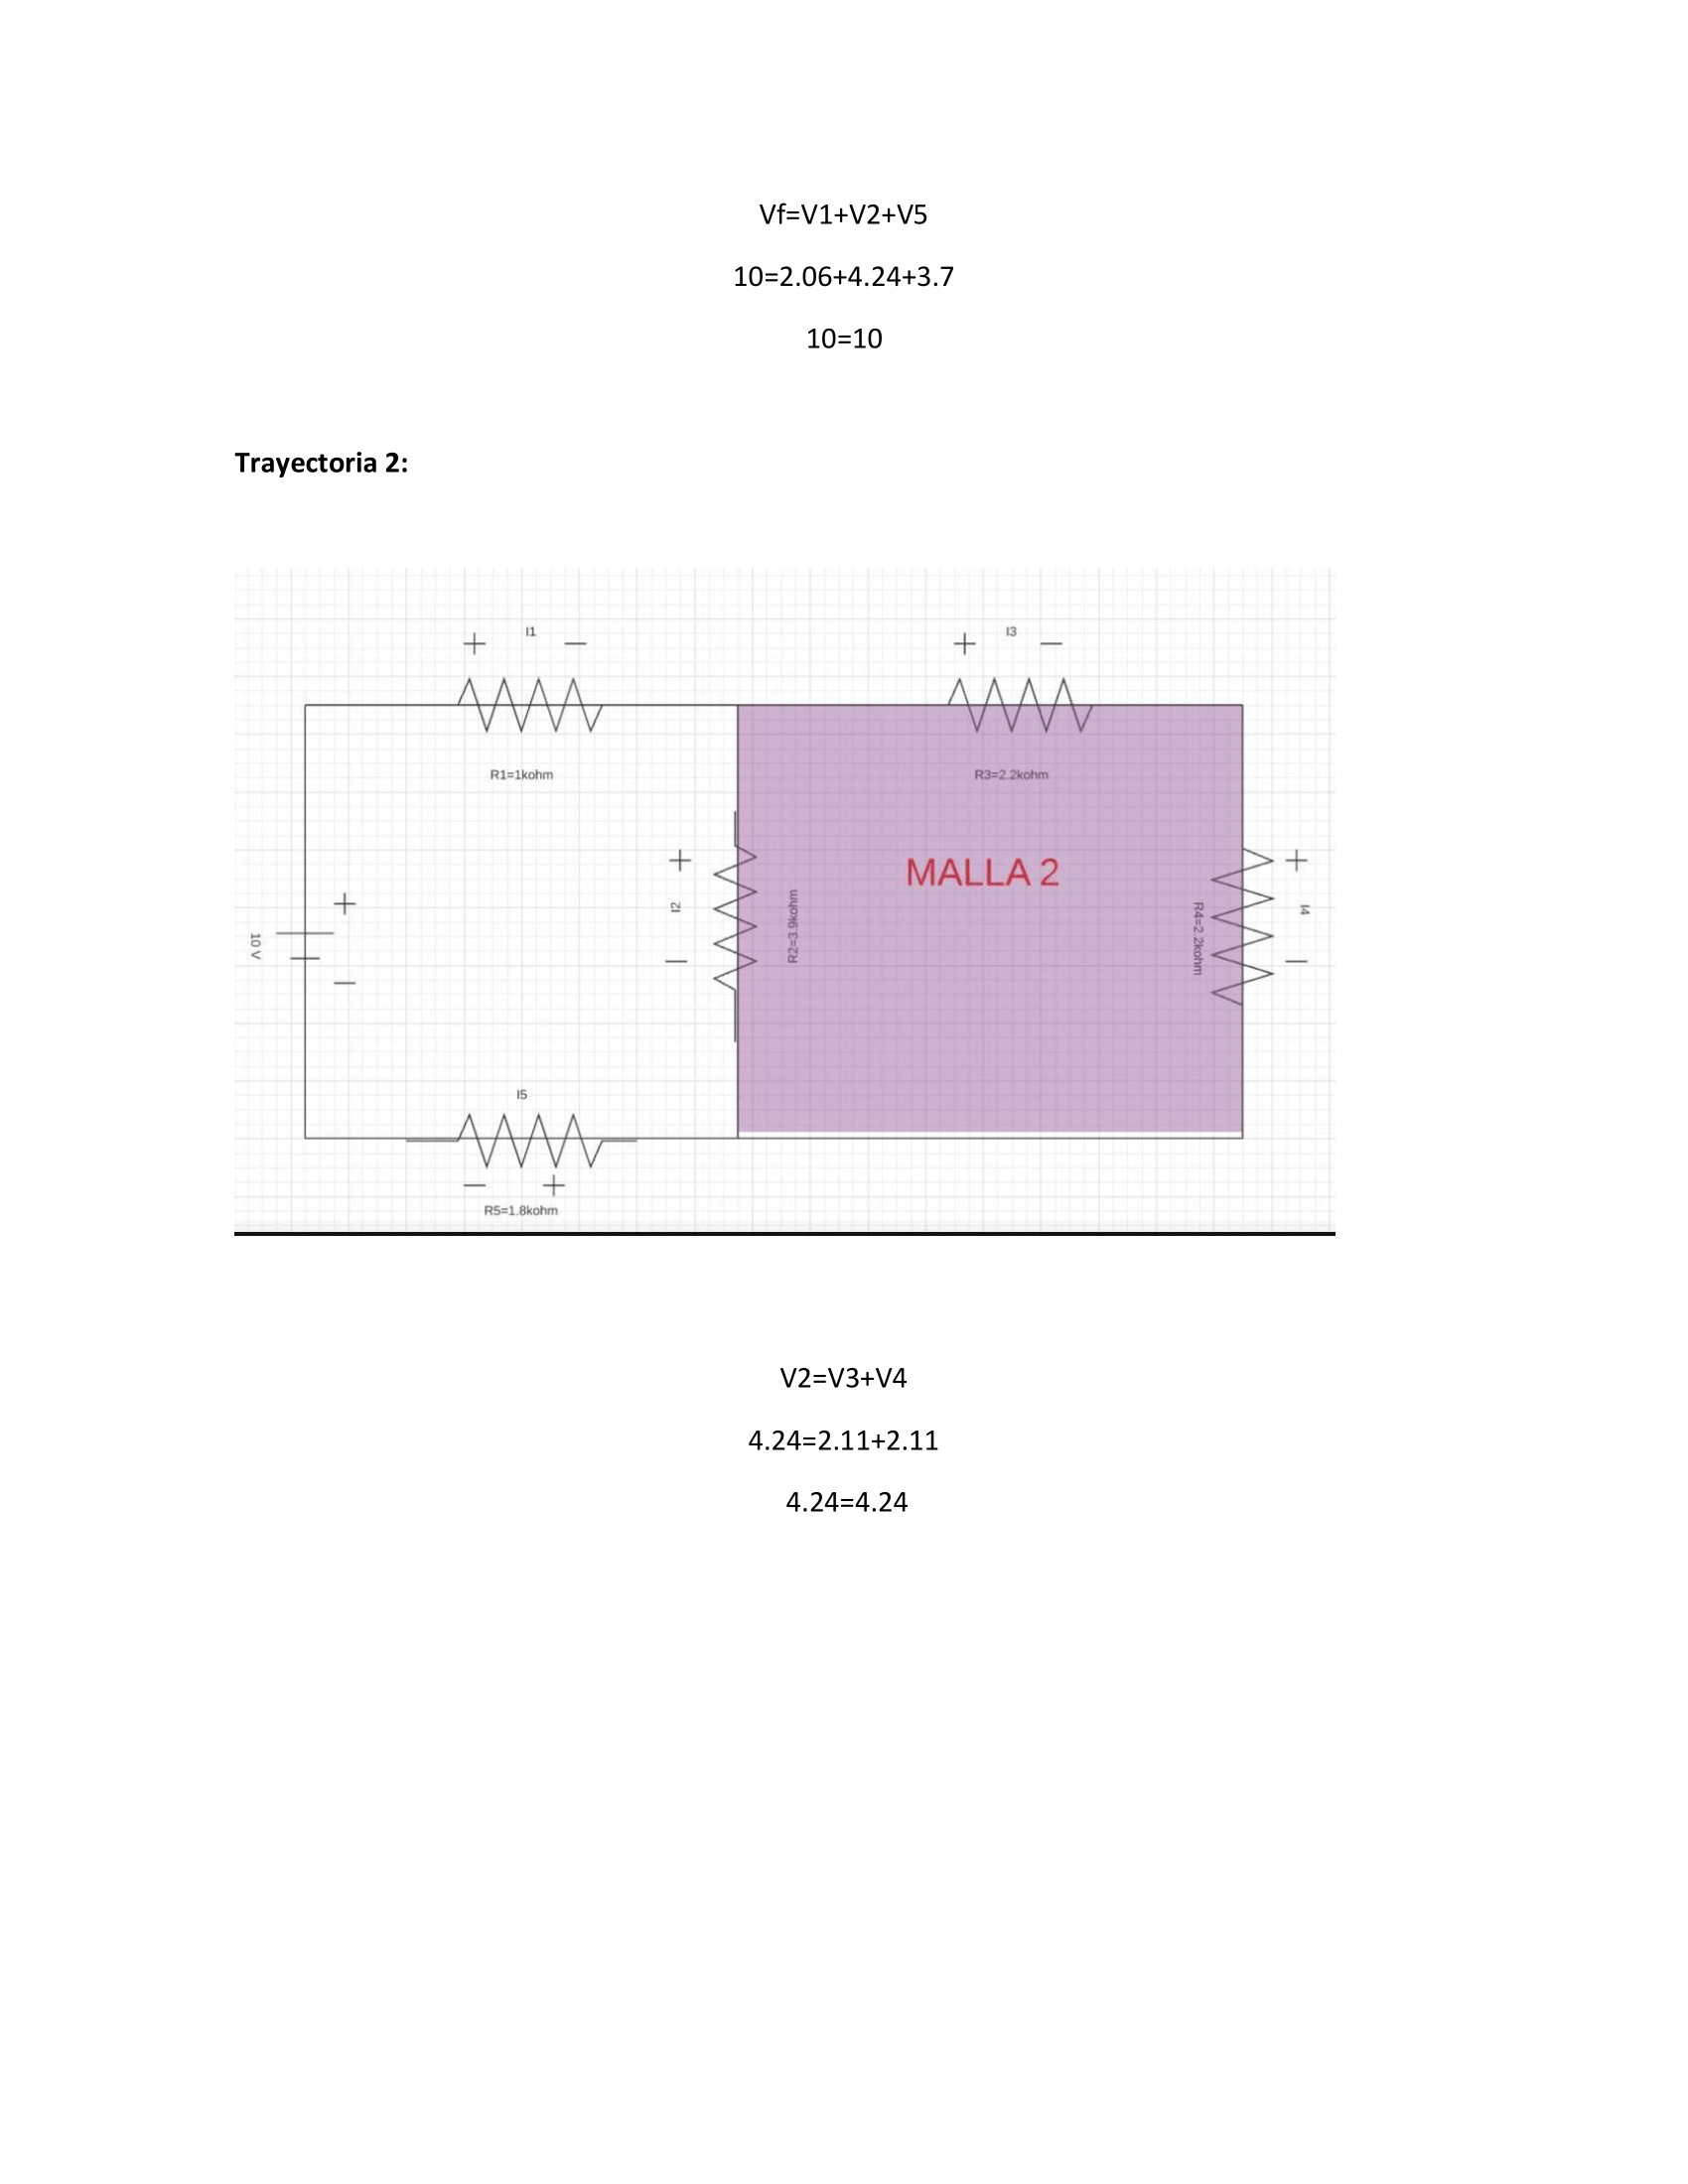 Vf=V1+V2+V5
10=2.06+4.24+3.7
10=10
Trayectoria 2:
+ I1 −
+ I3 −
R1=1kohm
R3=2.2kohm
MALLA 2
+
I2
−
R2=3.9kohm
R4=2.2kohm
+
I4
−
+
10 V
−
I5
− +
R5=1.8kohm
V2=V3+V4
4.24=2.11+2.11
4.24=4.24